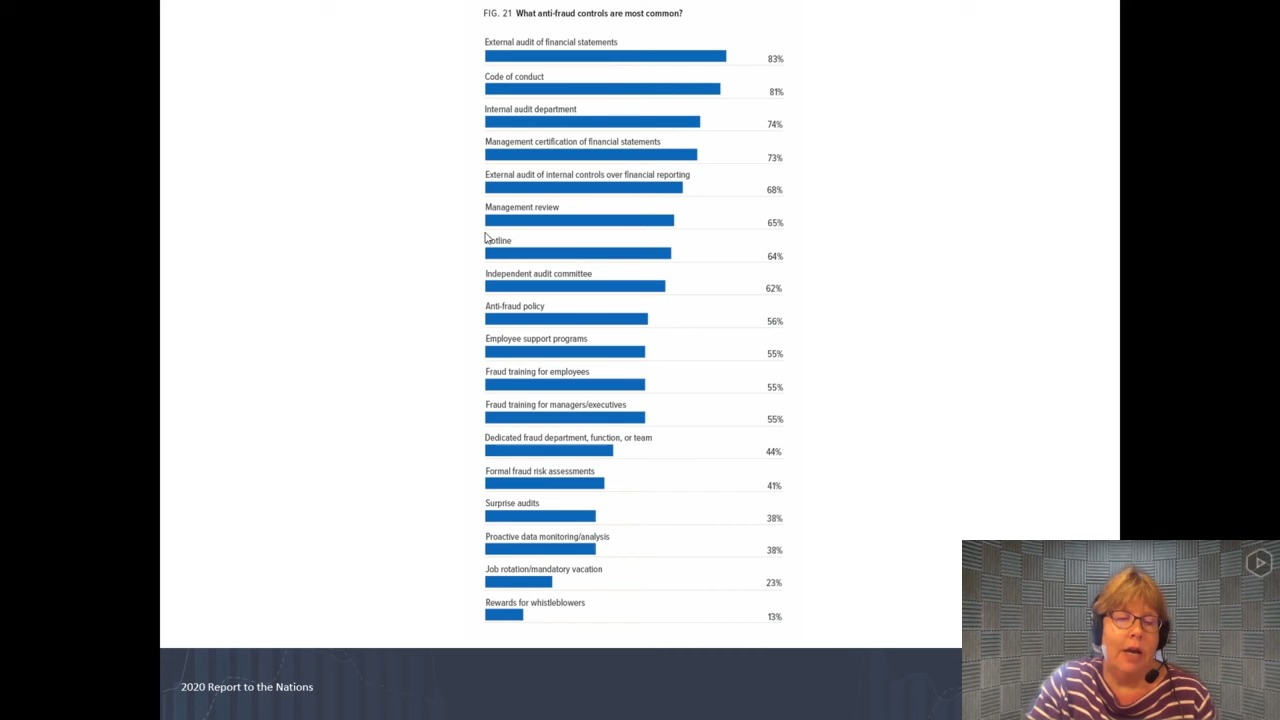 FIG. 21 What anti-fraud controls are most common?
External audit of financial statements
83%
Code of conduct
81%
Internal audit department
74%
Management certification of financial statements
73%
External audit of internal controls over financial reporting
68%
Management review
65%
otline
64%
Independent audit committee
62%
Anti-fraud policy
56%
Employee support programs
55%
Fraud training for employees
55%
Fraud training for managers/executives
55%
Dedicated fraud department, function, or team
44%
Formal fraud risk assessments
41%
Surprise audits
38%
Proactive data monitoring/analysis
38%
Job rotation/mandatory vacation
23%
Rewards for whistleblowers
13%
2020 Report to the Nations